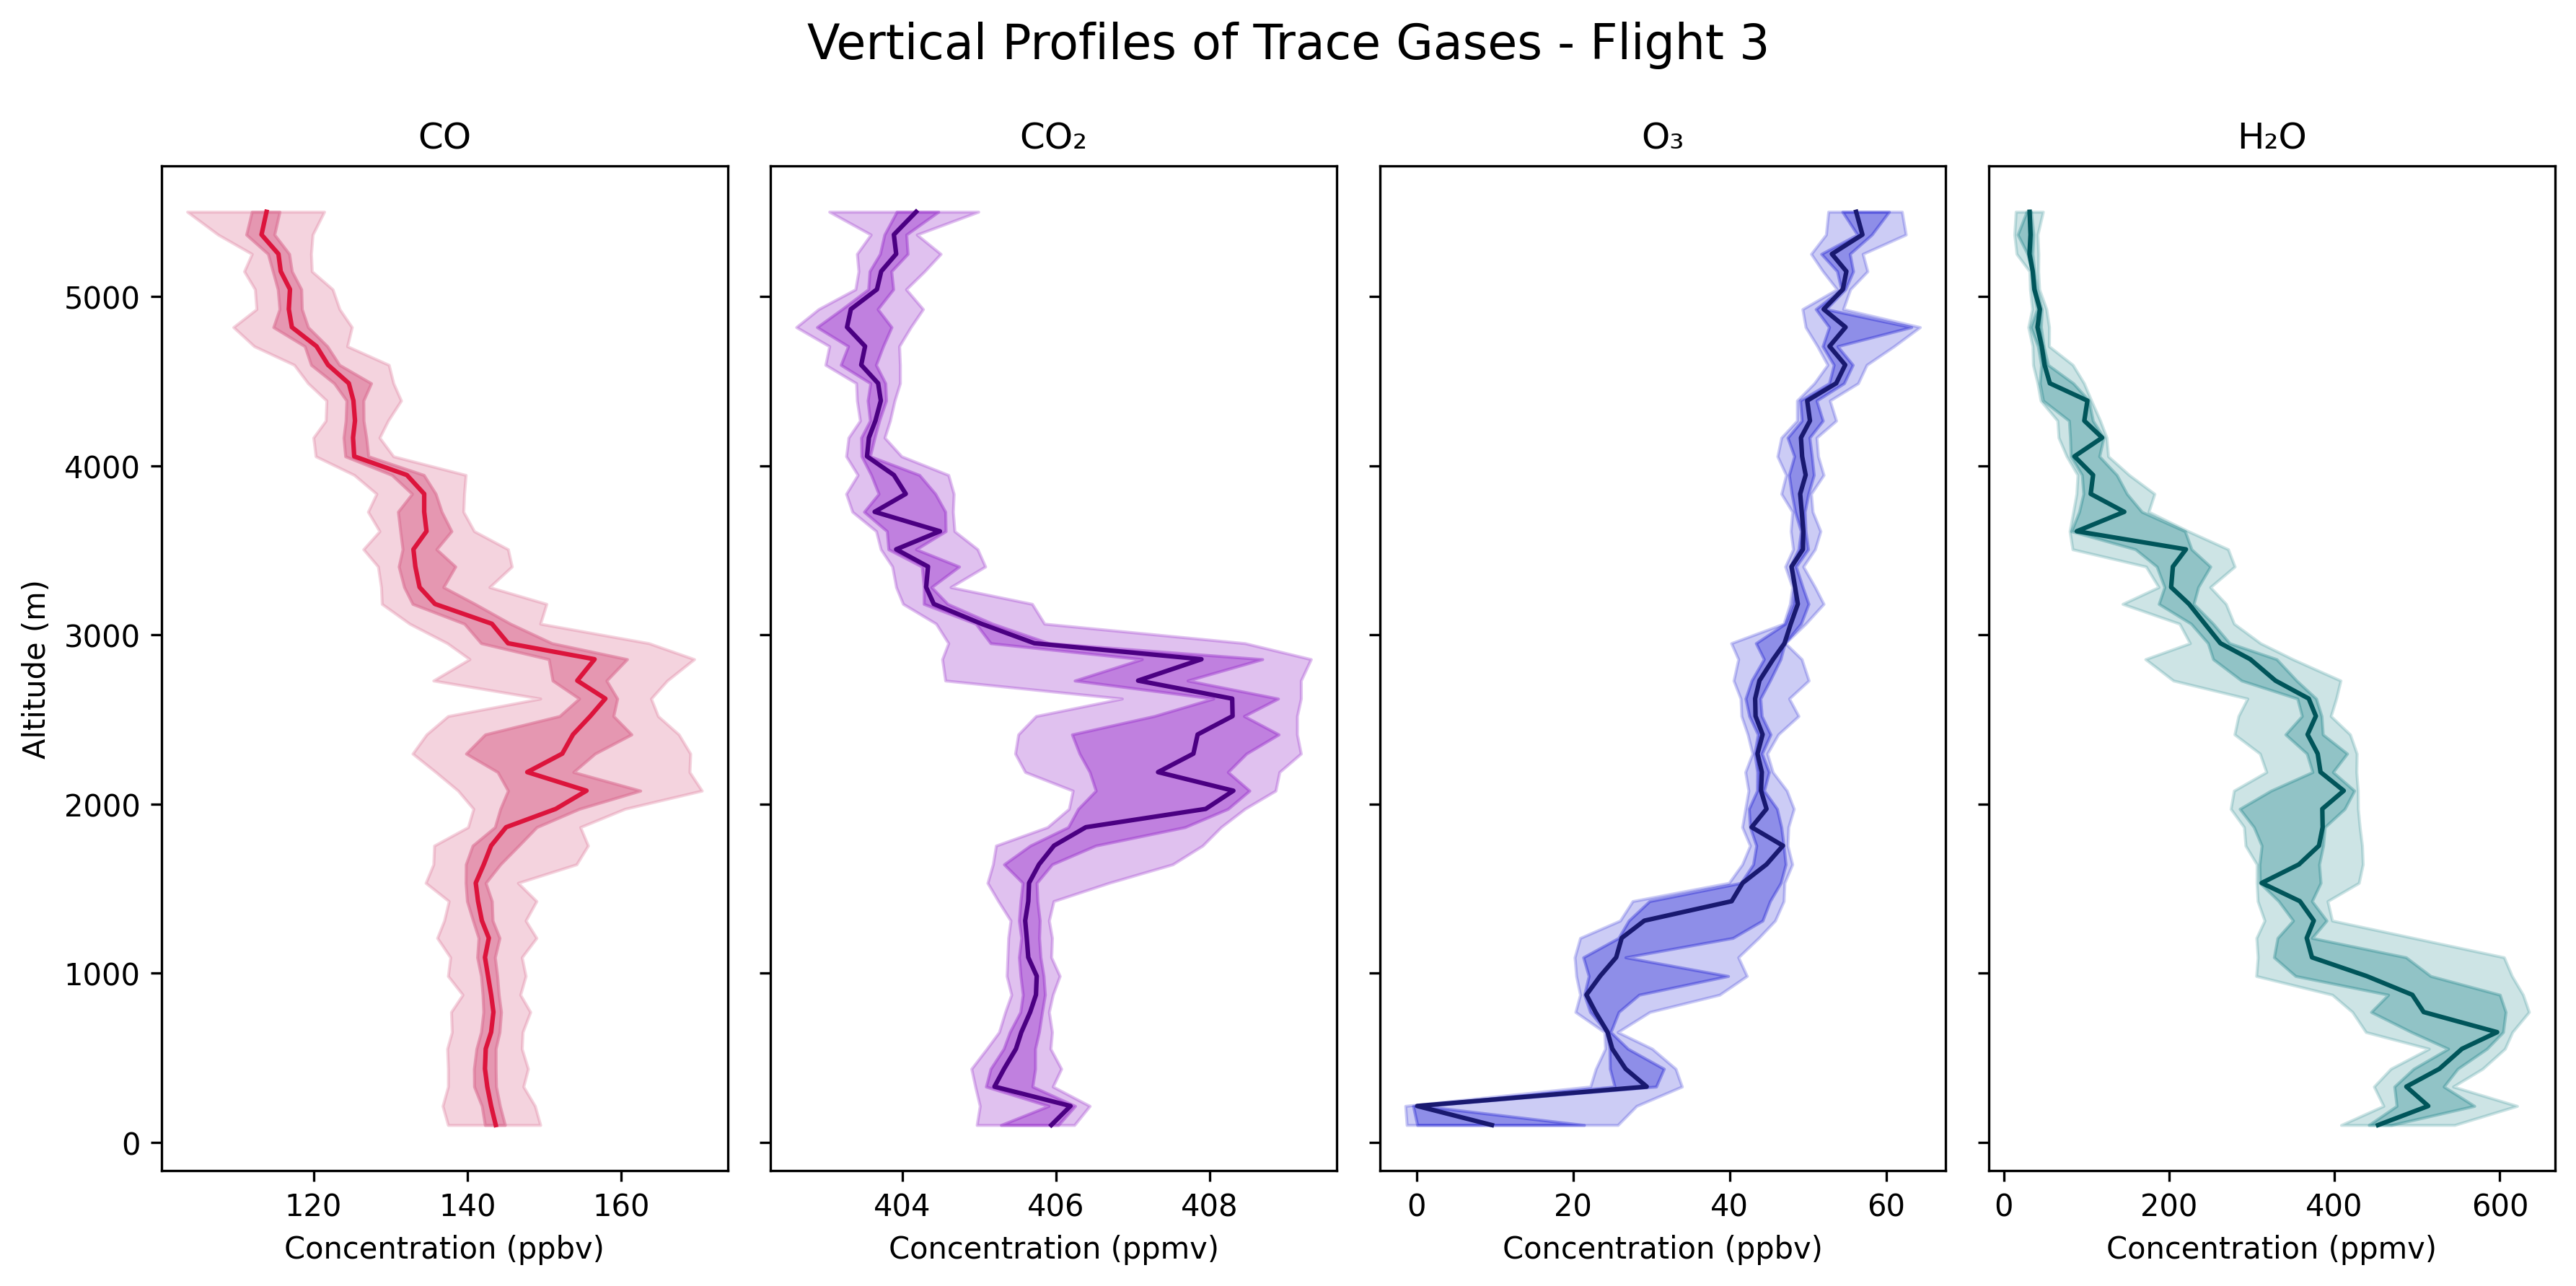 Vertical Profiles of Trace Gases - Flight 3
CO
CO₂
O₃
H₂O
Altitude (m)
5000
4000
3000
2000
1000
0
120 140 160
404 406 408
0 20 40 60
0 200 400 600
Concentration (ppbv)
Concentration (ppmv)
Concentration (ppbv)
Concentration (ppmv)